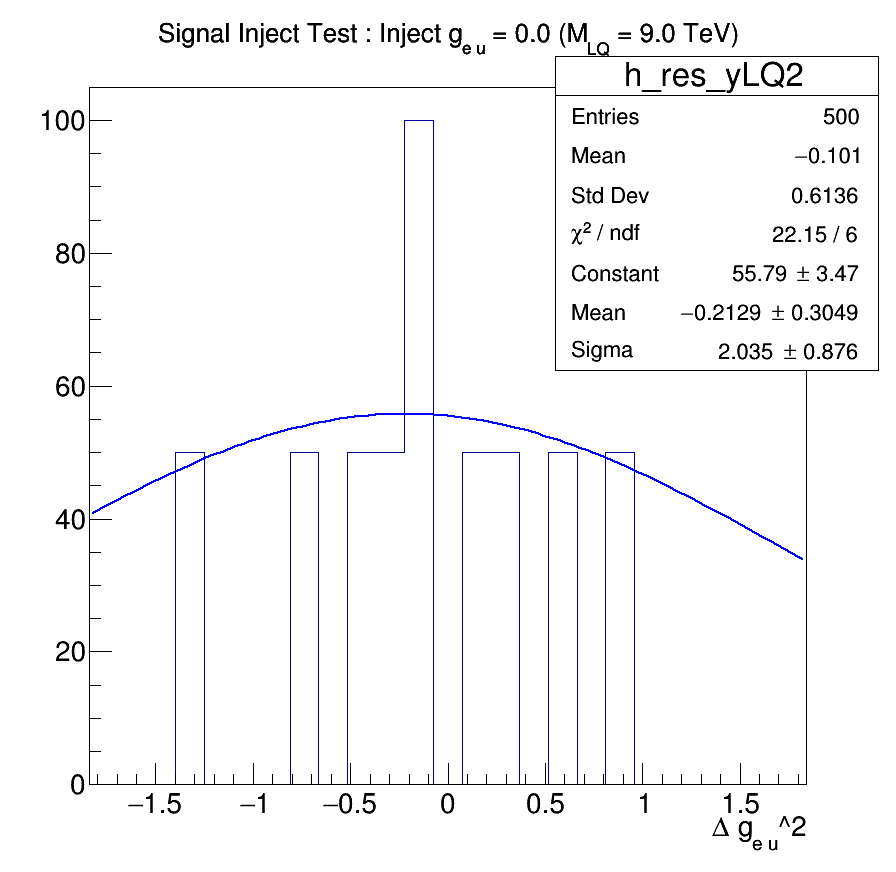 Signal Inject Test : Inject g_e u = 0.0 (M_LQ = 9.0 TeV)
h_res_yLQ2
Entries 500
Mean −0.101
Std Dev 0.6136
χ² / ndf 22.15 / 6
Constant 55.79 ± 3.47
Mean −0.2129 ± 0.3049
Sigma 2.035 ± 0.876
100
80
60
40
20
0
−1.5 −1 −0.5 0 0.5 1 1.5
Δ g_e u^2